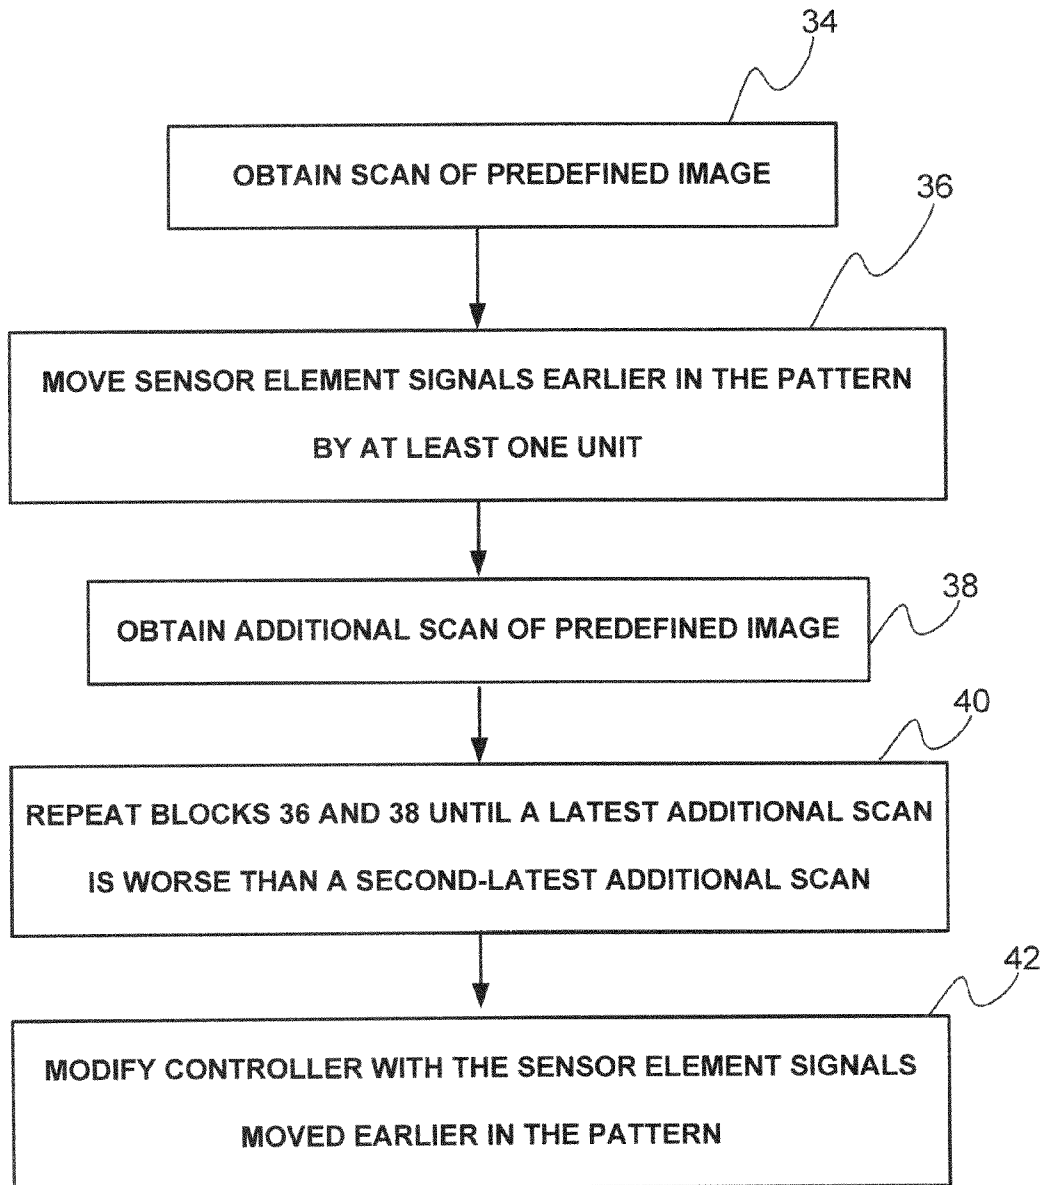 34
OBTAIN SCAN OF PREDEFINED IMAGE
36
MOVE SENSOR ELEMENT SIGNALS EARLIER IN THE PATTERN
BY AT LEAST ONE UNIT
38
OBTAIN ADDITIONAL SCAN OF PREDEFINED IMAGE
40
REPEAT BLOCKS 36 AND 38 UNTIL A LATEST ADDITIONAL SCAN
IS WORSE THAN A SECOND-LATEST ADDITIONAL SCAN
42
MODIFY CONTROLLER WITH THE SENSOR ELEMENT SIGNALS
MOVED EARLIER IN THE PATTERN